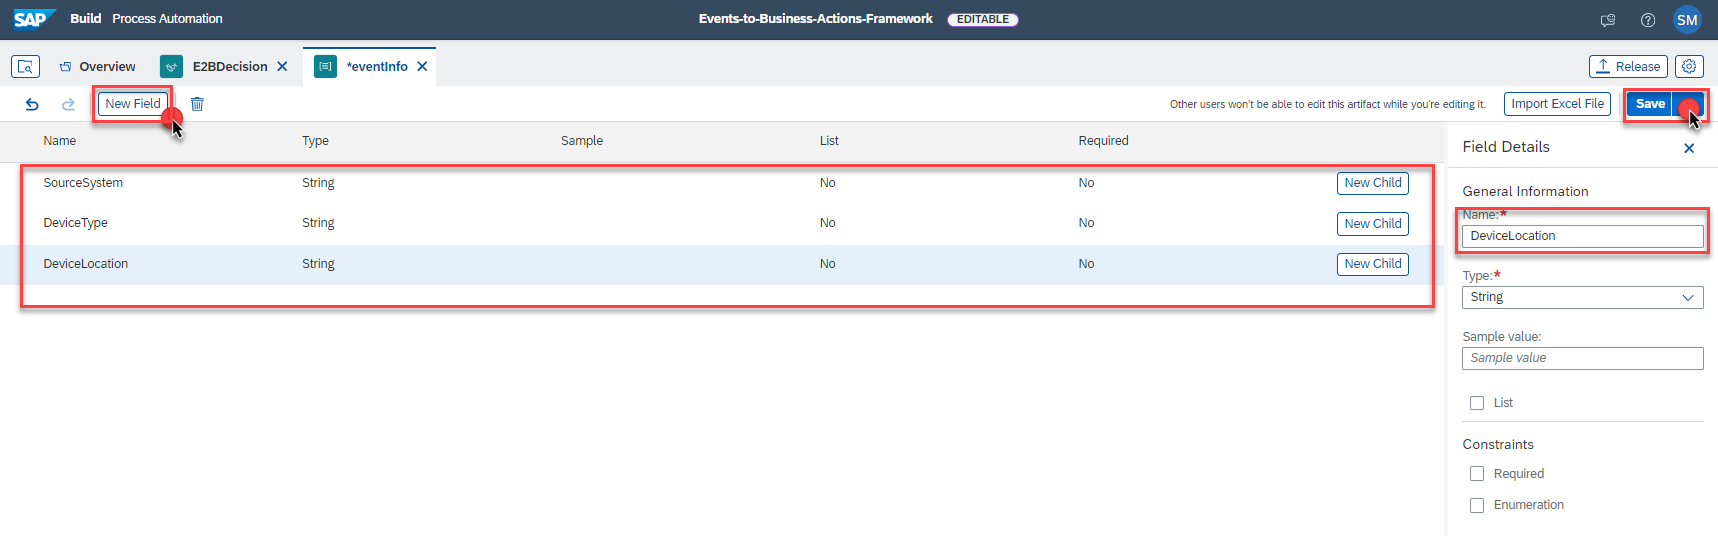 SAP Build Process Automation Events-to-Business-Actions-Framework EDITABLE SM
Overview E2BDecision *eventInfo Release
New Field Other users won't be able to edit this artifact while you're editing it. Import Excel File Save
Name Type Sample List Required
SourceSystem String No No New Child
DeviceType String No No New Child
DeviceLocation String No No New Child
Field Details
General Information
Name:*
DeviceLocation
Type:*
String
Sample value:
Sample value
List
Constraints
Required
Enumeration